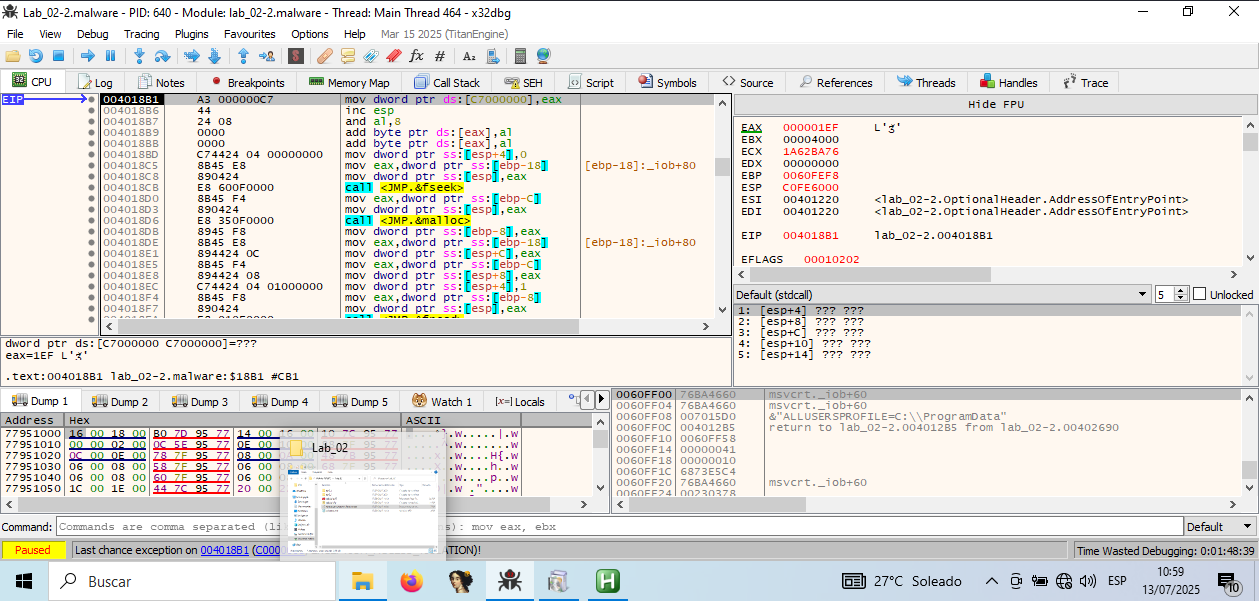 Lab_02-2.malware - PID: 640 - Module: lab_02-2.malware - Thread: Main Thread 464 - x32dbg
File View Debug Tracing Plugins Favourites Options Help Mar 15 2025 (TitanEngine)
CPU Log Notes Breakpoints Memory Map Call Stack SEH Script Symbols Source References Threads Handles Trace
EIP 004018B1 A3 000000C7 mov dword ptr ds:[C7000000],eax
004018B6 44 inc esp
004018B7 24 08 and al,8
004018B9 0000 add byte ptr ds:[eax],al
004018BB 0000 add byte ptr ds:[eax],al
004018BD C74424 04 00000000 mov dword ptr ss:[esp+4],0
004018C5 8B45 E8 mov eax,dword ptr ss:[ebp-18] [ebp-18]:_iob+80
004018C8 890424 mov dword ptr ss:[esp],eax
004018CB E8 600F0000 call <JMP.&fseek>
004018D0 8B45 F4 mov eax,dword ptr ss:[ebp-C]
004018D3 890424 mov dword ptr ss:[esp],eax
004018D6 E8 350F0000 call <JMP.&malloc>
004018DB 8945 F8 mov dword ptr ss:[ebp-8],eax
004018DE 8B45 E8 mov eax,dword ptr ss:[ebp-18] [ebp-18]:_iob+80
004018E1 894424 0C mov dword ptr ss:[esp+C],eax
004018E5 8B45 F4 mov eax,dword ptr ss:[ebp-C]
004018E8 894424 08 mov dword ptr ss:[esp+8],eax
004018EC C74424 04 01000000 mov dword ptr ss:[esp+4],1
004018F4 8B45 F8 mov eax,dword ptr ss:[ebp-8]
004018F7 890424 mov dword ptr ss:[esp],eax
Hide FPU
EAX 000001EF
EBX 00004000
ECX 1A62BA76
EDX 00000000
EBP 0060FEF8
ESP C0FE6000
ESI 00401220 <lab_02-2.OptionalHeader.AddressOfEntryPoint>
EDI 00401220 <lab_02-2.OptionalHeader.AddressOfEntryPoint>
EIP 004018B1 lab_02-2.004018B1
EFLAGS 00010202
Default (stdcall) 5 Unlocked
1: [esp+4] ??? ???
2: [esp+8] ??? ???
3: [esp+C] ??? ???
4: [esp+10] ??? ???
5: [esp+14] ??? ???
dword ptr ds:[C7000000 C7000000]=???
eax=1EF
.text:004018B1 lab_02-2.malware:$18B1 #CB1
Dump 1 Dump 2 Dump 3 Dump 4 Dump 5 Watch 1 [x=] Locals
Address Hex ASCII
77951000 16 00 18 00 B0 7D 95 77 14 00
77951010 00 00 02 00 0C 5E 95 77 0E 00
77951020 0C 00 0E 00 78 7F 95 77 08 00
77951030 06 00 08 00 58 7F 95 77 06 00
77951040 06 00 08 00 60 7F 95 77 06 00
77951050 1C 00 1E 00 44 7C 95 77 20 00
Lab_02
0060FF00 76BA4660 msvcrt._iob+60
0060FF04 76BA4660 msvcrt._iob+60
0060FF08 007015D0 &"ALLUSERSPROFILE=C:\\ProgramData"
0060FF0C 004012B5 return to lab_02-2.004012B5 from lab_02-2.00402690
0060FF10 0060FF58
0060FF14 00000041
0060FF18 00000010
0060FF1C 6873E5C4
0060FF20 76BA4660 msvcrt._iob+60
0060FF24 00230378
Command: Commands are comma separated (li : mov eax, ebx Default
Paused Last chance exception on 004018B1 (C000 ATION)! Time Wasted Debugging: 0:01:48:39
Buscar 27°C Soleado ESP 10:59
13/07/2025 10